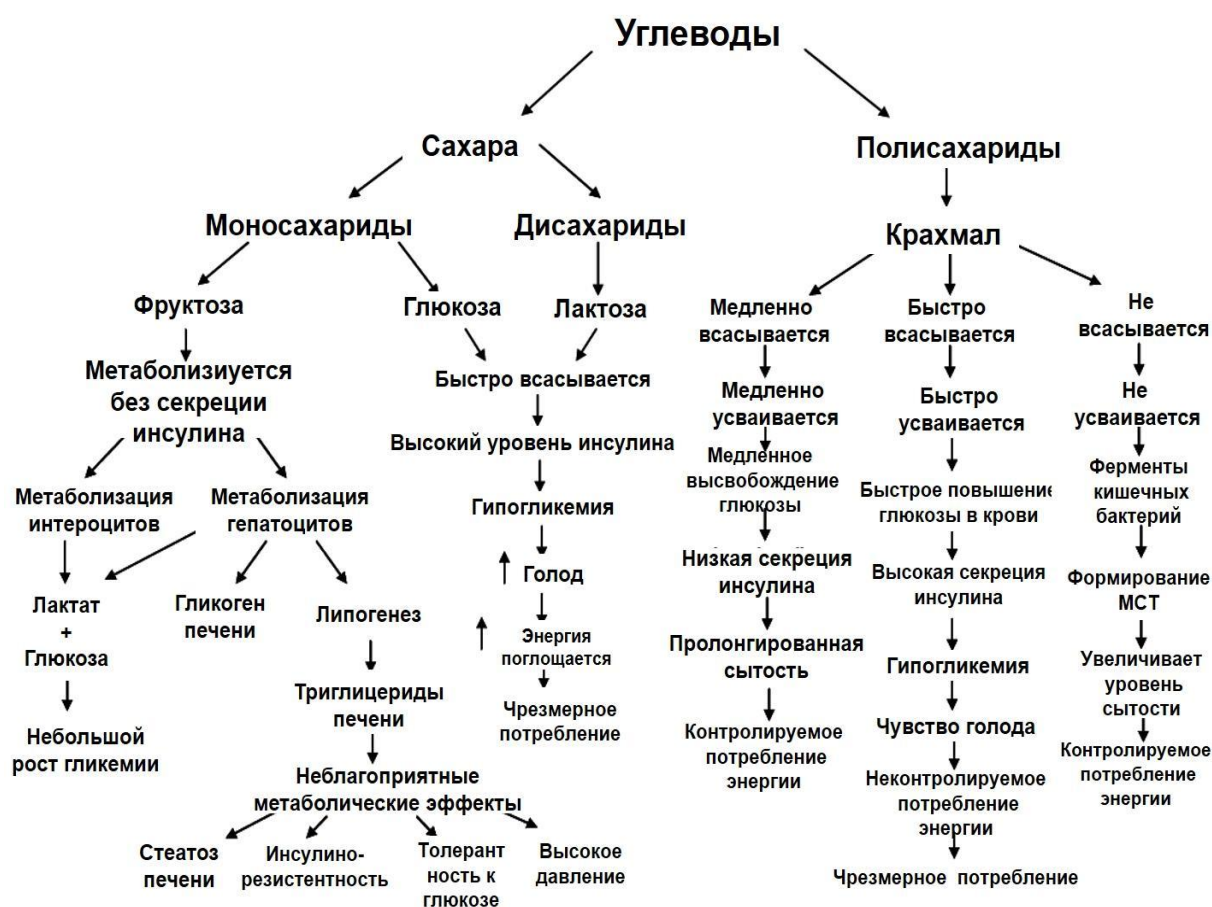 Углеводы
Сахара
Полисахариды
Моносахариды
Дисахариды
Крахмал
Фруктоза
Глюкоза
Лактоза
Медленно
всасывается
Быстро
всасывается
Не
всасывается
Метаболизиуется
без секреции
инсулина
Быстро всасывается
Медленно
усваивается
Быстро
усваивается
Не
усваивается
Высокий уровень инсулина
Метаболизация
интероцитов
Метаболизация
гепатоцитов
Гипогликемия
Медленное
высвобождение
глюкозы
Быстрое повышение
глюкозы в крови
Ферменты
кишечных
бактерий
Голод
Низкая секреция
инсулина
Высокая секреция
инсулина
Формирование
МСТ
Лактат
+
Глюкоза
Гликоген
печени
Липогенез
Энергия
поглощается
Пролонгированная
сытость
Гипогликемия
Увеличивает
уровень
сытости
Триглицериды
печени
Чрезмерное
потребление
Небольшой
рост гликемии
Контролируемое
потребление
энергии
Чувство голода
Контролируемое
потребление
энергии
Неблагоприятные
метаболические эффекты
Неконтролируемое
потребление
энергии
Стеатоз
печени
Инсулино-
резистентность
Толерант
ность к
глюкозе
Высокое
давление
Чрезмерное потребление